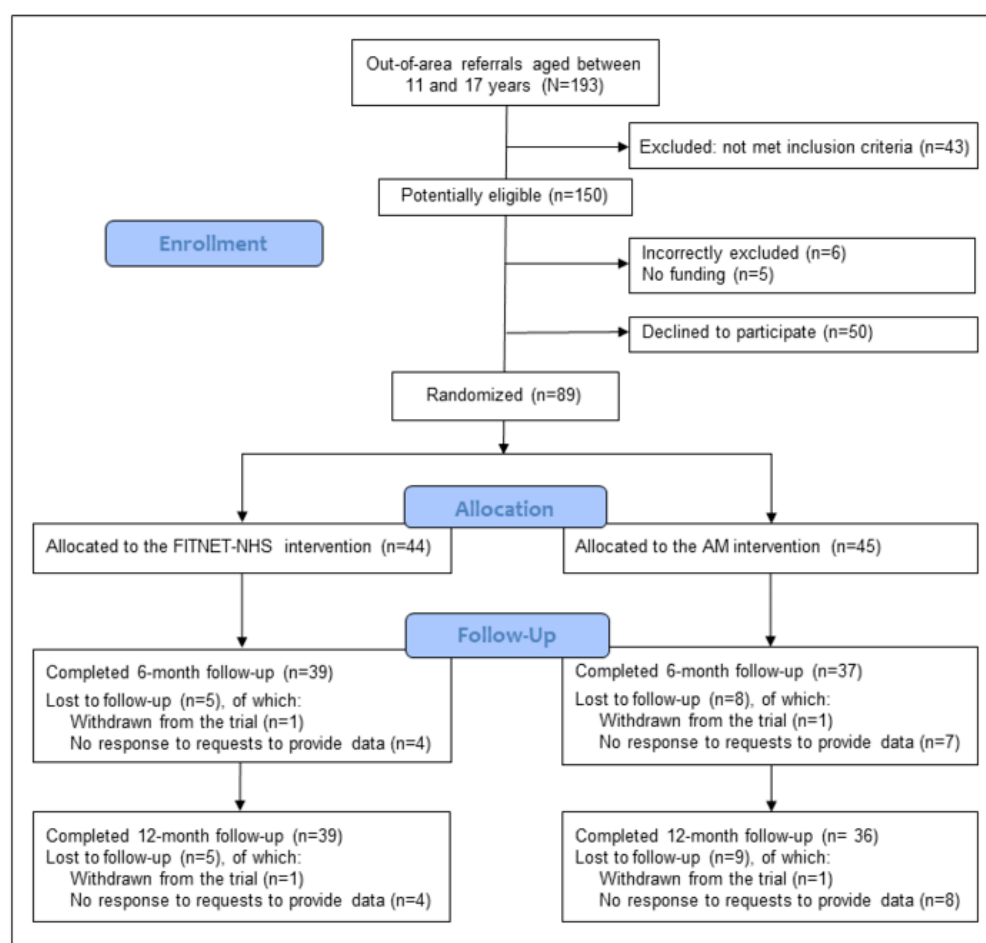 Out-of-area referrals aged between
11 and 17 years (N=193)
Excluded: not met inclusion criteria (n=43)
Potentially eligible (n=150)
Enrollment
Incorrectly excluded (n=6)
No funding (n=5)
Declined to participate (n=50)
Randomized (n=89)
Allocation
Allocated to the FITNET-NHS intervention (n=44)
Allocated to the AM intervention (n=45)
Follow-Up
Completed 6-month follow-up (n=39)
Lost to follow-up (n=5), of which:
Withdrawn from the trial (n=1)
No response to requests to provide data (n=4)
Completed 6-month follow-up (n=37)
Lost to follow-up (n=8), of which:
Withdrawn from the trial (n=1)
No response to requests to provide data (n=7)
Completed 12-month follow-up (n=39)
Lost to follow-up (n=5), of which:
Withdrawn from the trial (n=1)
No response to requests to provide data (n=4)
Completed 12-month follow-up (n= 36)
Lost to follow-up (n=9), of which:
Withdrawn from the trial (n=1)
No response to requests to provide data (n=8)